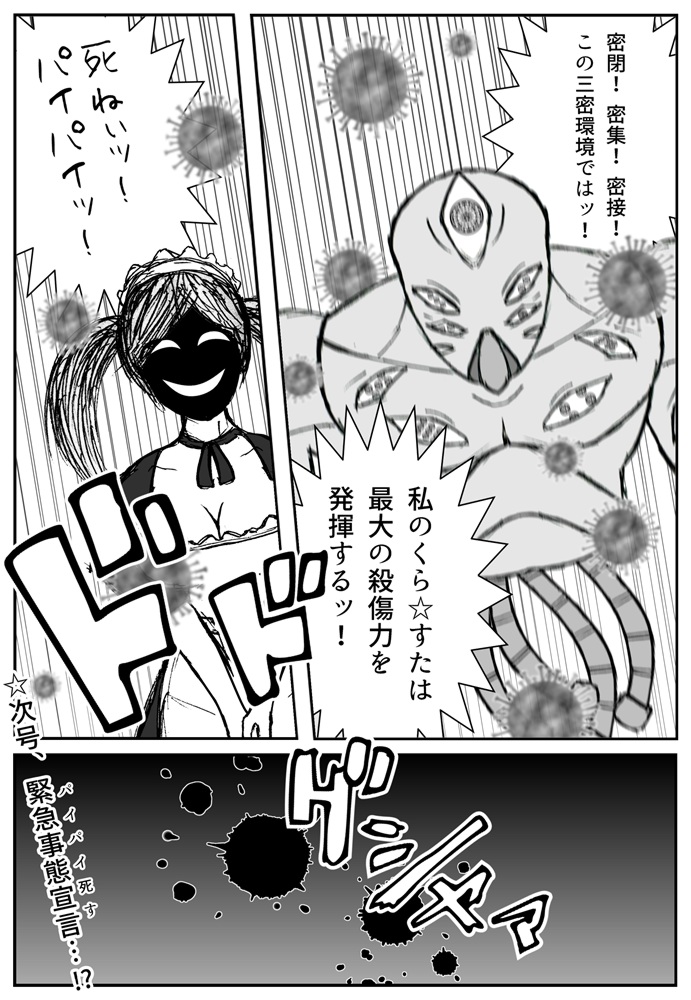 密閉！密集！密接！
この三密環境ではッ！
私のくら☆すたは
最大の殺傷力を
発揮するッ！
死ねぃッ！
パイパイッ！
ドドド
グシャァ
☆次号、緊急事態宣言…!?
パイパイ死す